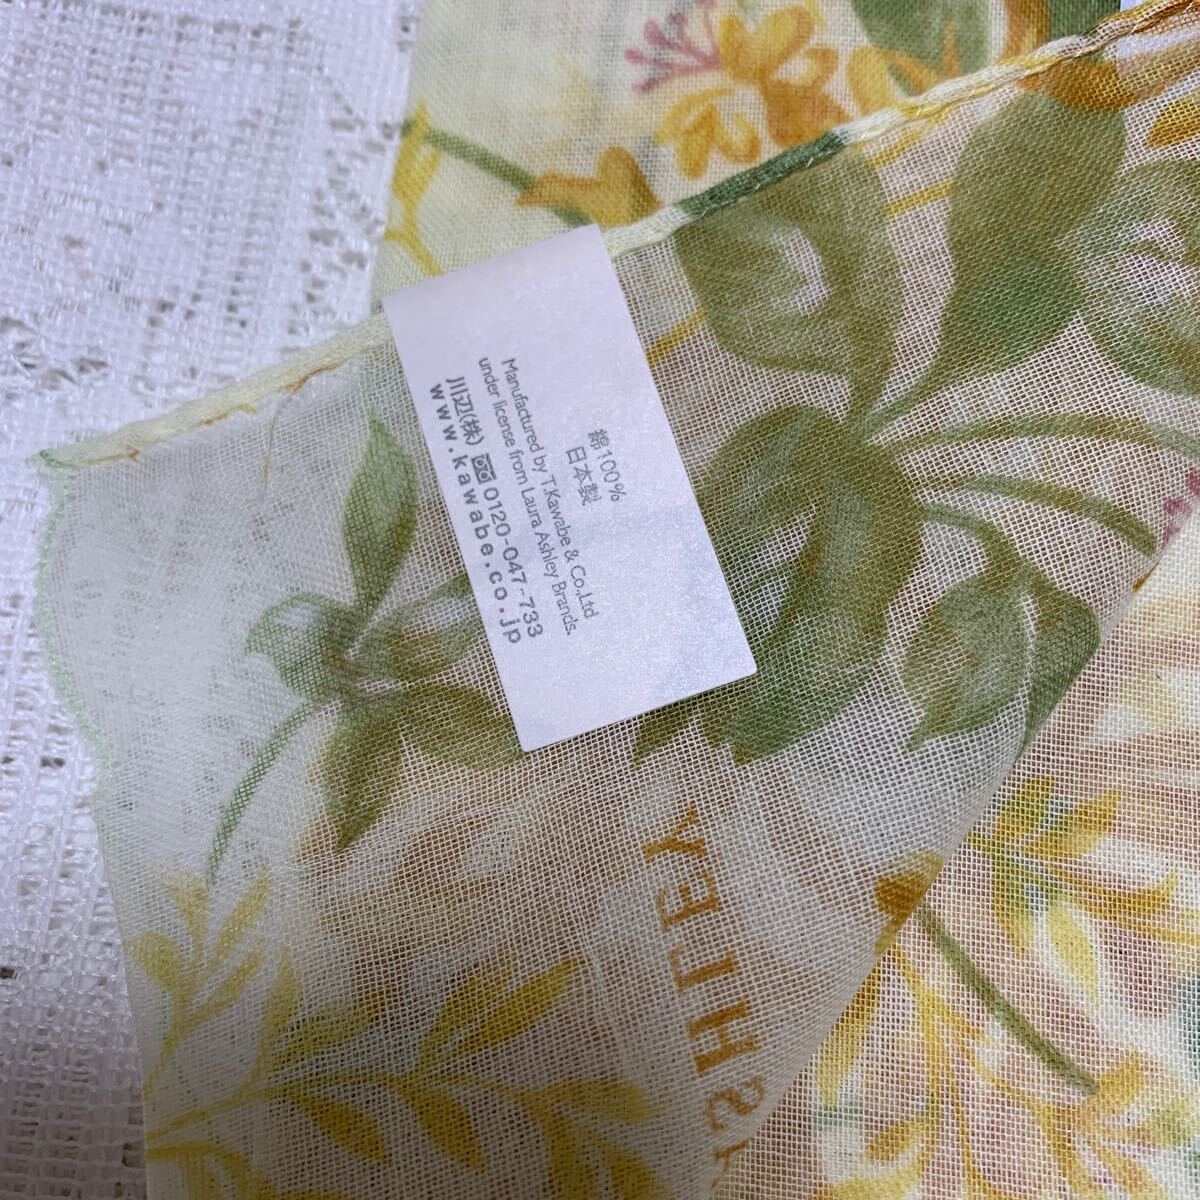 綿100%
日本製
Manufactured by T.Kawabe & Co.,Ltd
under license from Laura Ashley Brands.
川辺(株) 0120-047-733
www.kawabe.co.jp
SHLEY